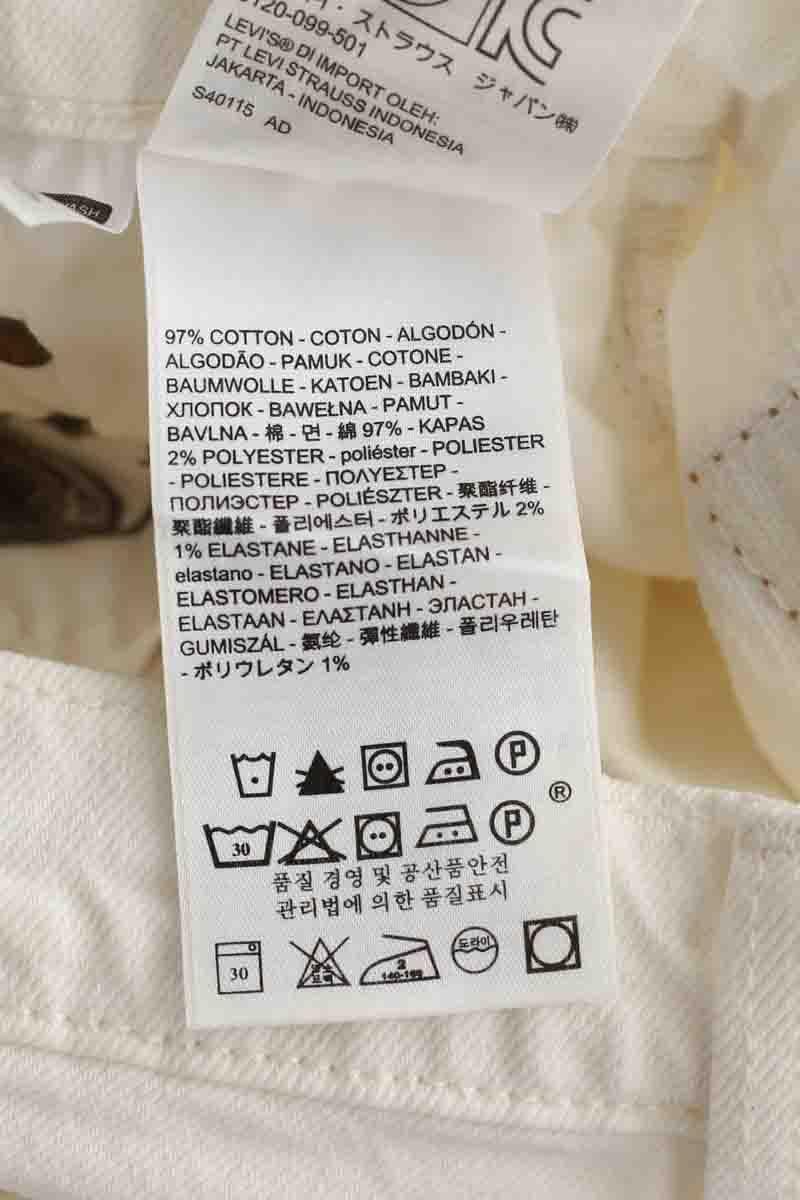 ストラウス ジャパン㈱
120-099-501
LEVI'S® DI IMPORT OLEH:
PT LEVI STRAUSS INDONESIA
JAKARTA - INDONESIA
S40115 AD
97% COTTON - COTON - ALGODÓN -
ALGODÃO - PAMUK - COTONE -
BAUMWOLLE - KATOEN - BAMBAKI -
ХЛОПОК - BAWEŁNA - PAMUT -
BAVLNA - 棉 - 면 - 綿 97% - KAPAS
2% POLYESTER - poliéster - POLIESTER
- POLIESTERE - ΠΟΛΥΕΣΤΕΡ -
ПОЛИЭСТЕР - POLIÉSZTER - 聚酯纤维 -
聚酯纖維 - 폴리에스터 - ポリエステル 2%
1% ELASTANE - ELASTHANNE -
elastano - ELASTANO - ELASTAN -
ELASTOMERO - ELASTHAN -
ELASTAAN - ΕΛΑΣΤΑΝΗ - ЭЛАСТАН -
GUMISZÁL - 氨纶 - 彈性纖維 - 폴리우레탄
- ポリウレタン 1%
P
®
30 P
품질 경영 및 공산품안전
관리법에 의한 품질표시
30 2 140-160 드라이